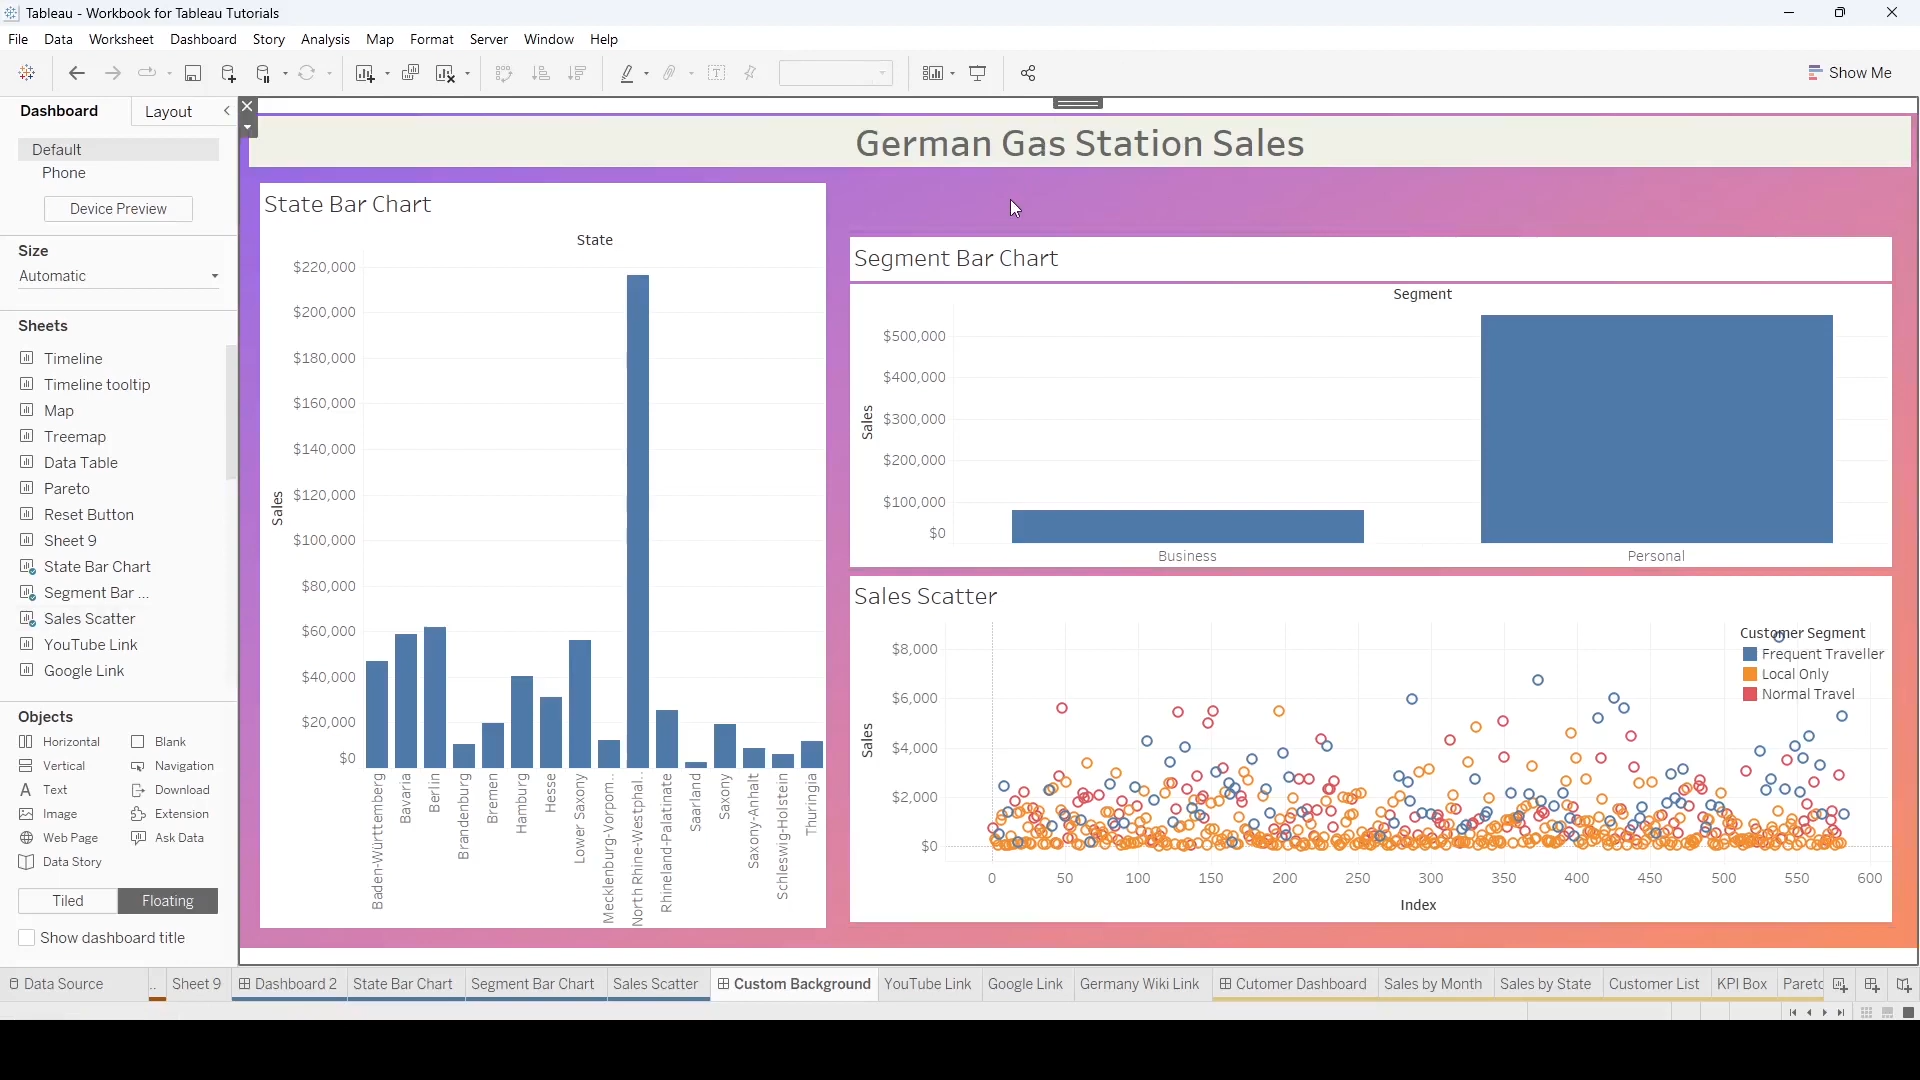 Tableau - Workbook for Tableau Tutorials
File Data Worksheet Dashboard Story Analysis Map Format Server Window Help
Show Me
Dashboard Layout
Default
Phone
Device Preview
Size
Automatic
Sheets
Timeline
Timeline tooltip
Map
Treemap
Data Table
Pareto
Reset Button
Sheet 9
State Bar Chart
Segment Bar ...
Sales Scatter
YouTube Link
Google Link
Objects
Horizontal Blank
Vertical Navigation
Text Download
Image Extension
Web Page Ask Data
Data Story
Tiled Floating
Show dashboard title
German Gas Station Sales
State Bar Chart
State
$220,000
$200,000
$180,000
$160,000
$140,000
$120,000
$100,000
$80,000
$60,000
$40,000
$20,000
$0
Sales
Baden-Württemberg
Bavaria
Berlin
Brandenburg
Bremen
Hamburg
Hesse
Lower Saxony
Mecklenburg-Vorpom..
North Rhine-Westphal..
Rhineland-Palatinate
Saarland
Saxony
Saxony-Anhalt
Schleswig-Holstein
Thuringia
Segment Bar Chart
Segment
$500,000
$400,000
$300,000
$200,000
$100,000
$0
Sales
Business Personal
Sales Scatter
Customer Segment
Frequent Traveller
Local Only
Normal Travel
$8,000
$6,000
$4,000
$2,000
$0
Sales
0 50 100 150 200 250 300 350 400 450 500 550 600
Index
Data Source .. Sheet 9 Dashboard 2 State Bar Chart Segment Bar Chart Sales Scatter Custom Background YouTube Link Google Link Germany Wiki Link Cutomer Dashboard Sales by Month Sales by State Customer List KPI Box Pareto